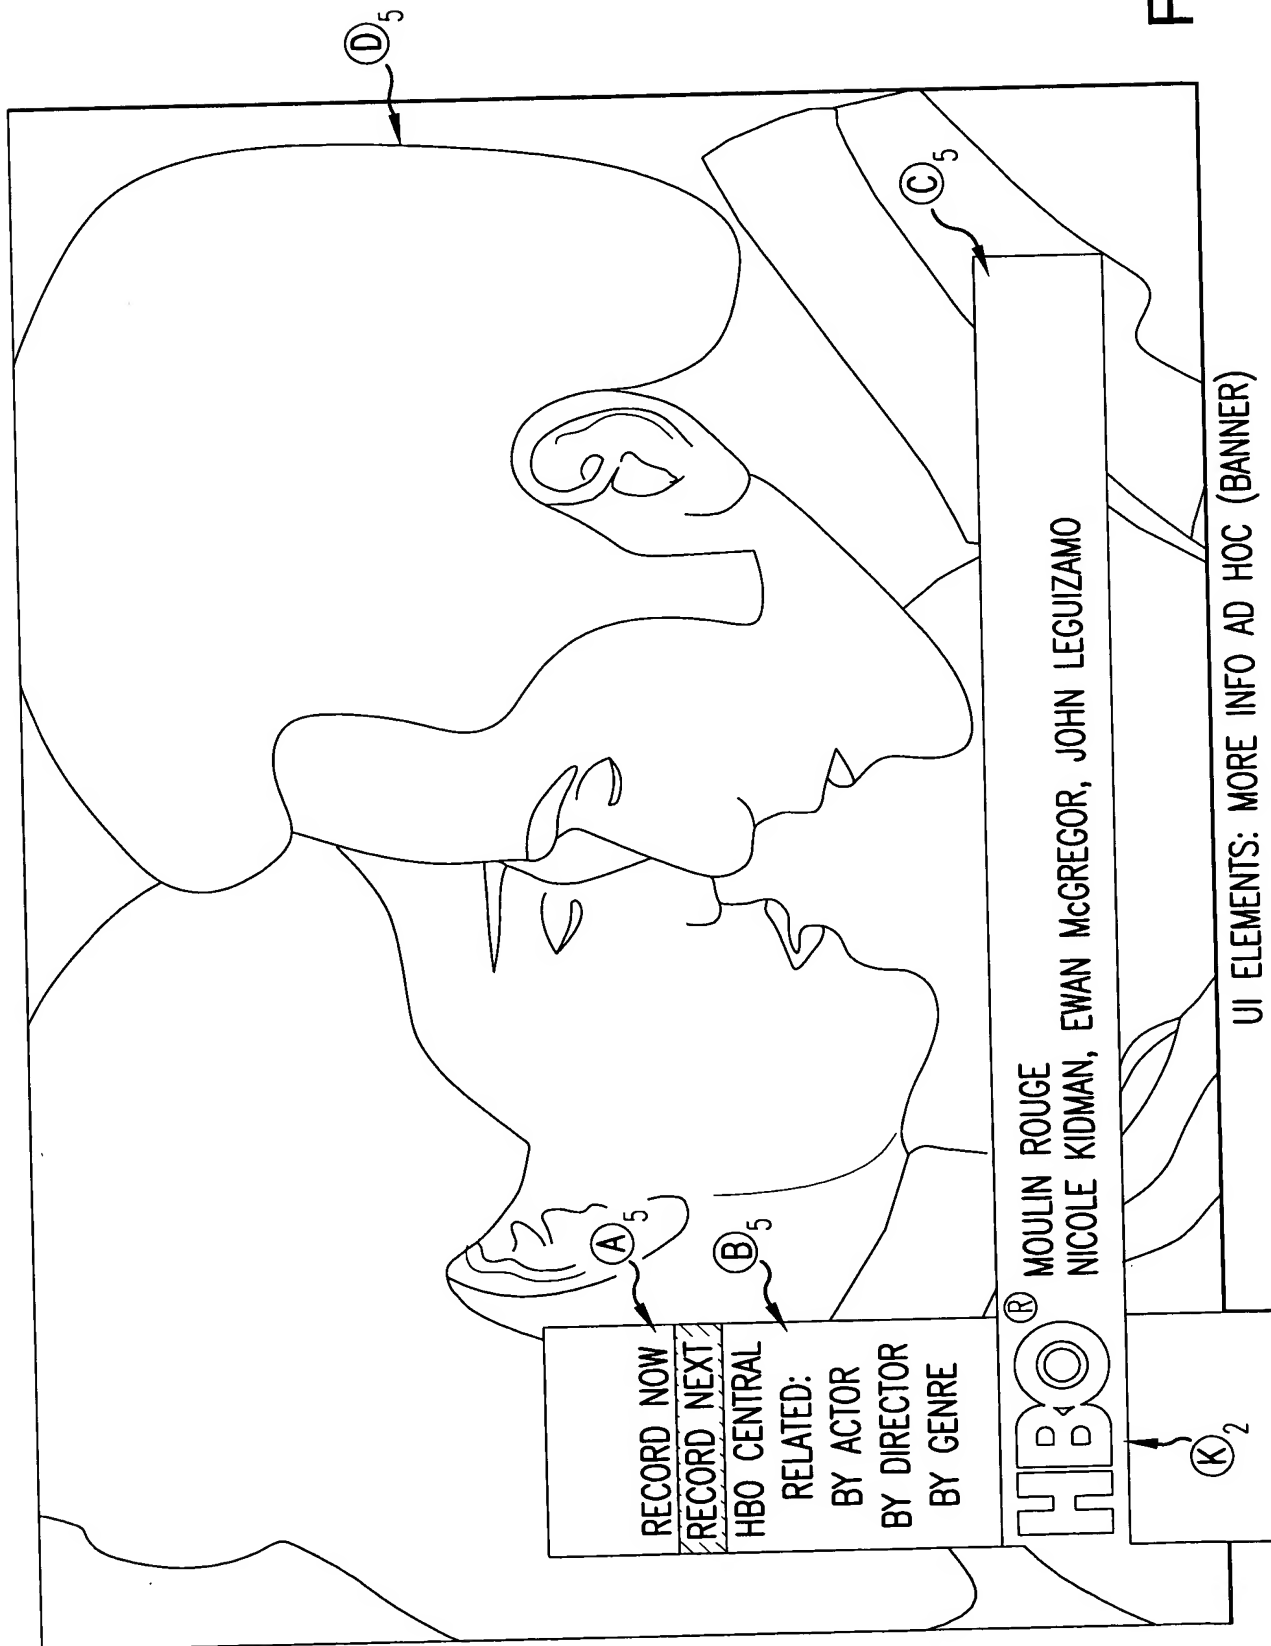 D5
C5
A5
B5
RECORD NOW
RECORD NEXT
HBO CENTRAL
RELATED:
BY ACTOR
BY DIRECTOR
BY GENRE
HBO®
MOULIN ROUGE
NICOLE KIDMAN, EWAN McGREGOR, JOHN LEGUIZAMO
K2
UI ELEMENTS: MORE INFO AD HOC (BANNER)